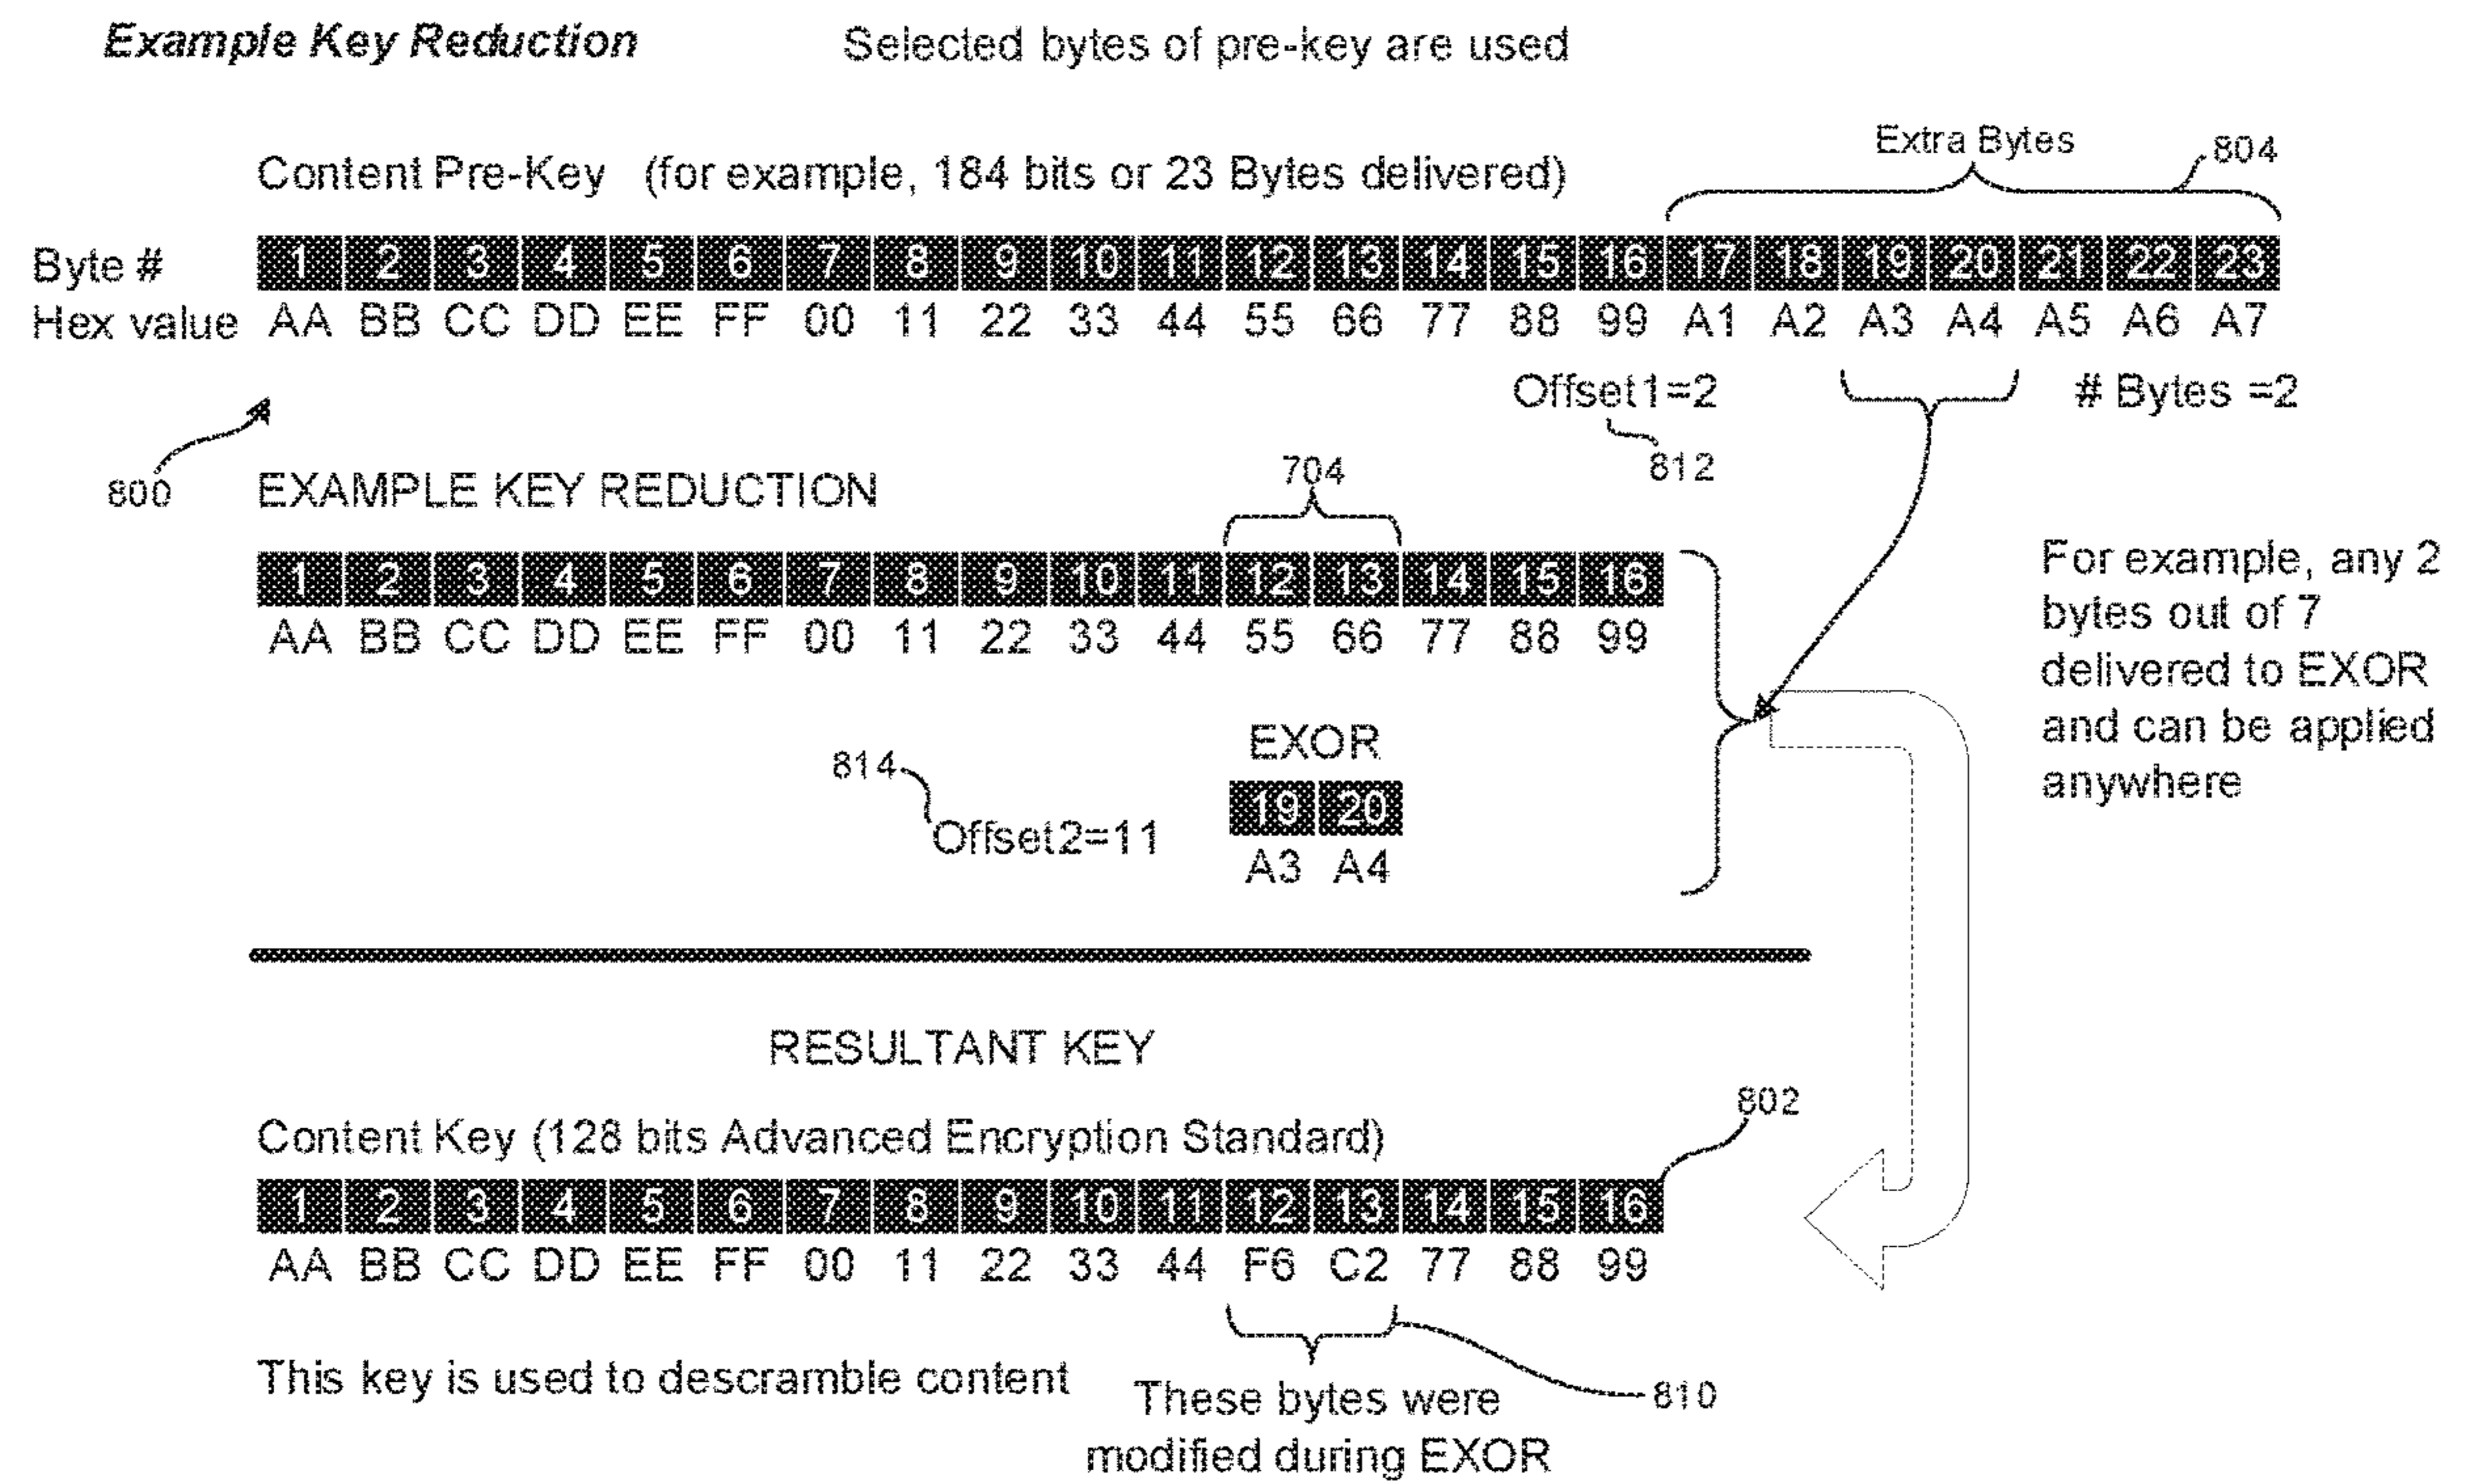 Example Key Reduction Selected bytes of pre-key are used
Extra Bytes
804
Content Pre-Key (for example, 184 bits or 23 Bytes delivered)
Byte # 1 2 3 4 5 6 7 8 9 10 11 12 13 14 15 16 17 18 19 20 21 22 23
Hex value AA BB CC DD EE FF 00 11 22 33 44 55 66 77 88 99 A1 A2 A3 A4 A5 A6 A7
Offset1=2 # Bytes =2
812
800
704
EXAMPLE KEY REDUCTION
1 2 3 4 5 6 7 8 9 10 11 12 13 14 15 16
AA BB CC DD EE FF 00 11 22 33 44 55 66 77 88 99
For example, any 2
bytes out of 7
delivered to EXOR
and can be applied
anywhere
EXOR
814
19 20
Offset2=11
A3 A4
RESULTANT KEY
802
Content Key (128 bits Advanced Encryption Standard)
1 2 3 4 5 6 7 8 9 10 11 12 13 14 15 16
AA BB CC DD EE FF 00 11 22 33 44 F6 C2 77 88 99
This key is used to descramble content
These bytes were
modified during EXOR
810